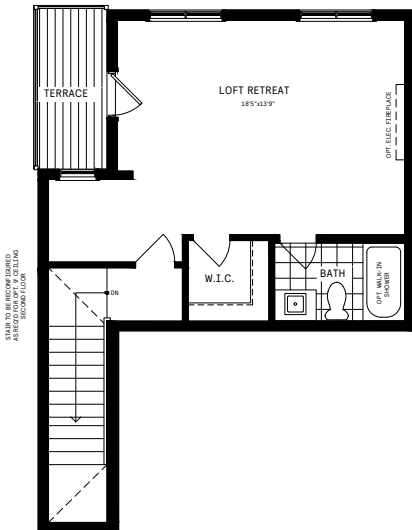 TERRACE
LOFT RETREAT
18'5"x13'9"
OPT. ELEC. FIREPLACE
STAIR TO BE RECONFIGURED
AS REQ'D FOR OPT. 9' CEILING
SECOND FLOOR
DN
W.I.C.
BATH
OPT. WALK-IN
SHOWER